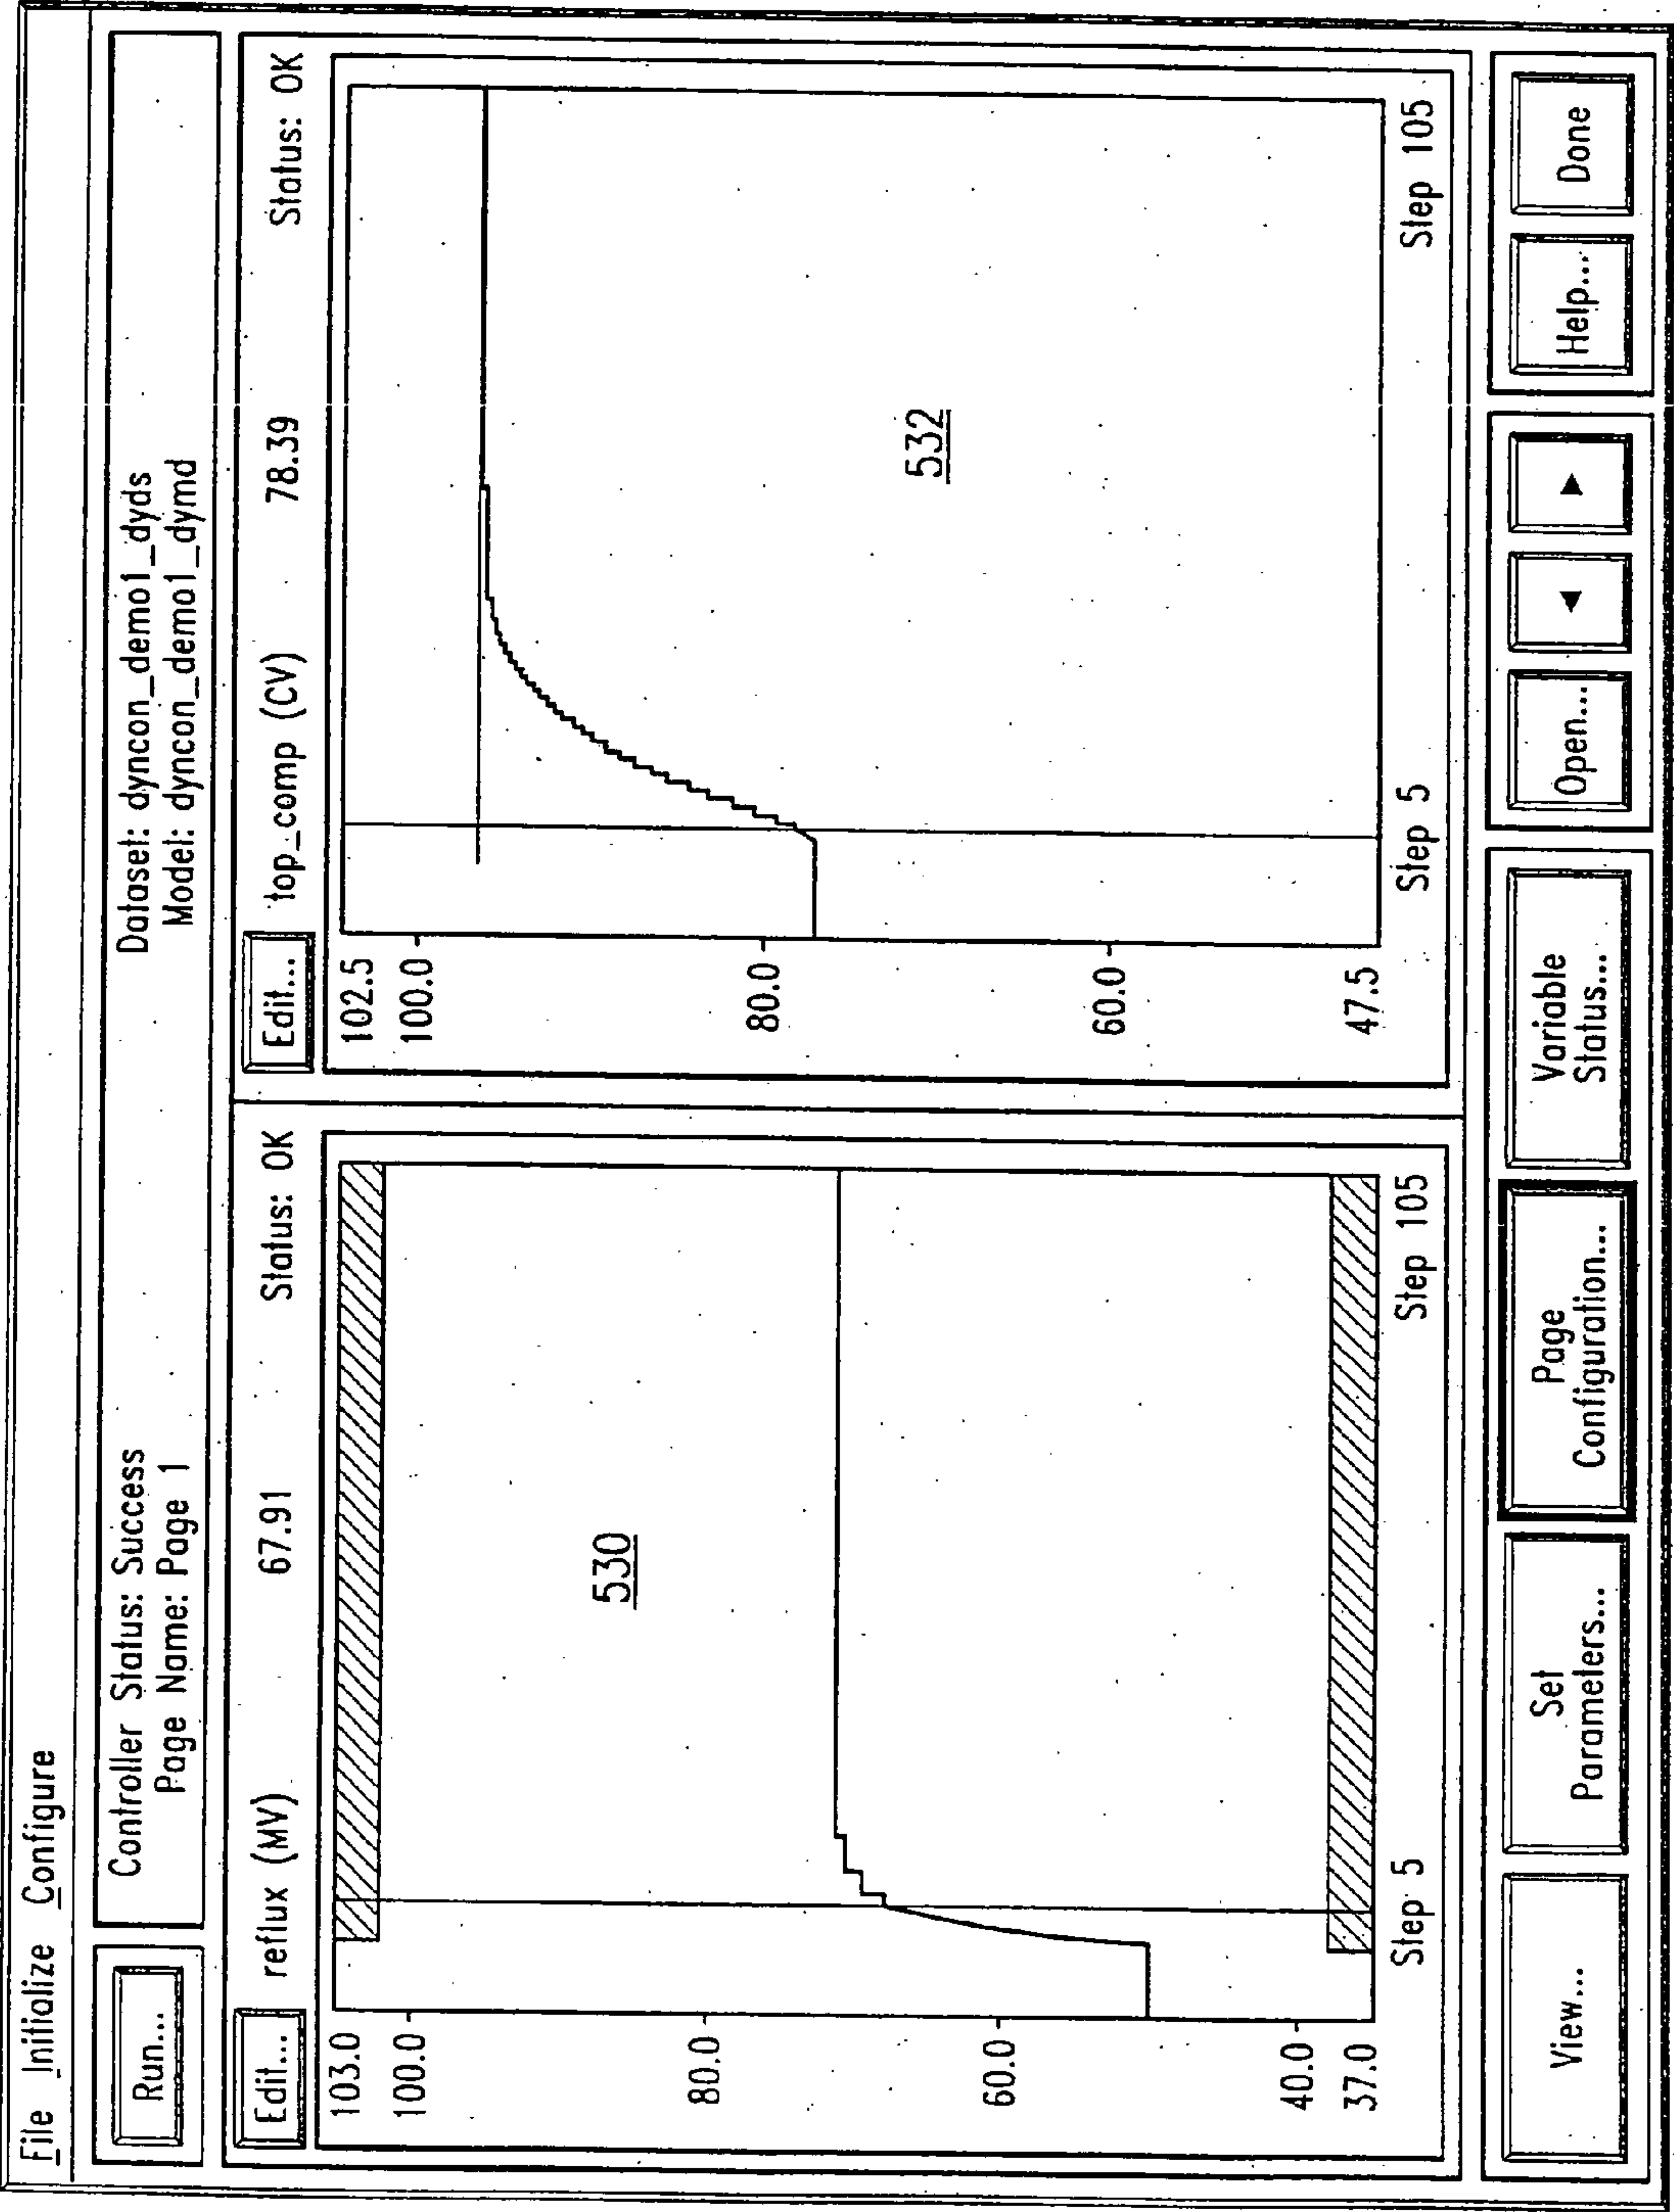 File Initialize Configure
Run...
Controller Status: Success
Page Name: Page 1
Dataset: dyncon_demo1_dyds
Model: dyncon_demo1_dymd
Edit... reflux (MV) 67.91 Status: OK
103.0
100.0
80.0
60.0
40.0
37.0
530
Step 5 Step 105
Edit... top_comp (CV) 78.39 Status: OK
102.5
100.0
80.0
60.0
47.5
532
Step 5 Step 105
View...
Set
Parameters...
Page
Configuration...
Variable
Status...
Open...
Help...
Done